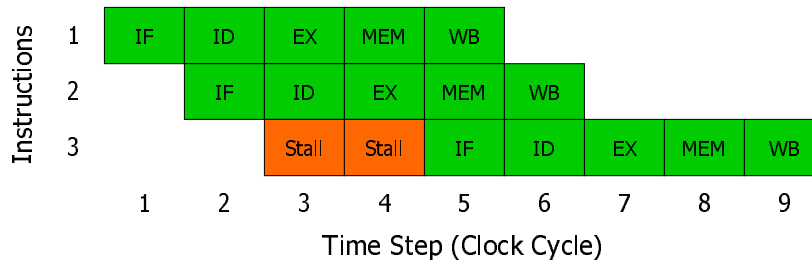 Instructions
1 IF ID EX MEM WB
2 IF ID EX MEM WB
3 Stall Stall IF ID EX MEM WB
1 2 3 4 5 6 7 8 9
Time Step (Clock Cycle)